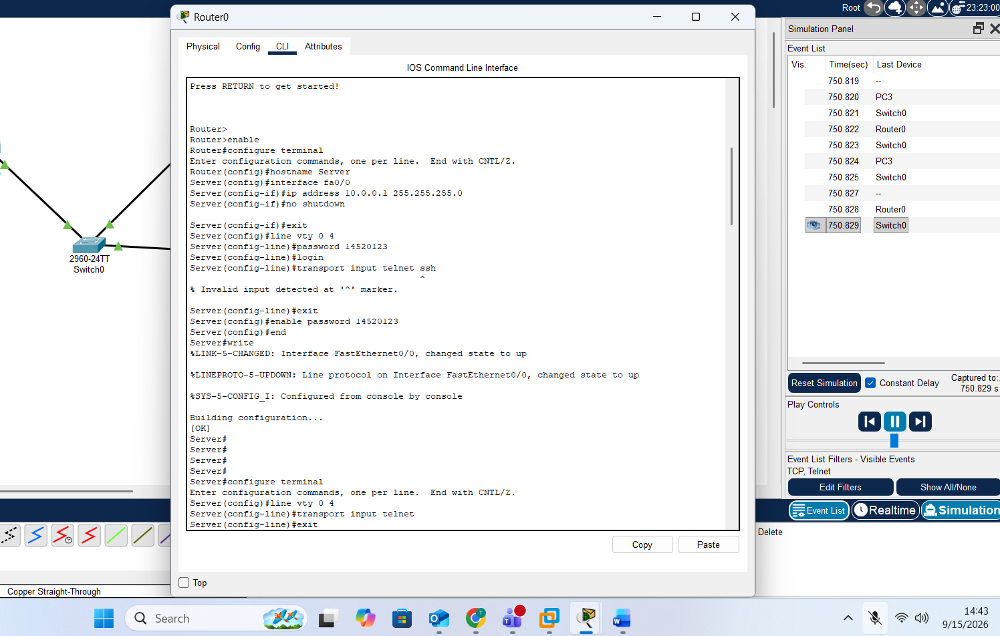 Router0
Root
23:23:00
Physical
Config
CLI
Attributes
IOS Command Line Interface
Press RETURN to get started!
Router>
Router>enable
Router#configure terminal
Enter configuration commands, one per line.  End with CNTL/Z.
Router(config)#hostname Server
Server(config)#interface fa0/0
Server(config-if)#ip address 10.0.0.1 255.255.255.0
Server(config-if)#no shutdown
Server(config-if)#exit
Server(config)#line vty 0 4
Server(config-line)#password 14520123
Server(config-line)#login
Server(config-line)#transport input telnet ssh
^
% Invalid input detected at '^' marker.
Server(config-line)#exit
Server(config)#enable password 14520123
Server(config)#end
Server#write
%LINK-5-CHANGED: Interface FastEthernet0/0, changed state to up
%LINEPROTO-5-UPDOWN: Line protocol on Interface FastEthernet0/0, changed state to up
%SYS-5-CONFIG_I: Configured from console by console
Building configuration...
[OK]
Server#
Server#
Server#
Server#
Server#configure terminal
Enter configuration commands, one per line.  End with CNTL/Z.
Server(config)#line vty 0 4
Server(config-line)#transport input telnet
Server(config-line)#exit
Copy
Paste
Top
2960-24TT
Switch0
Copper Straight-Through
Simulation Panel
Event List
Vis.
Time(sec)
Last Device
750.819 --
750.820 PC3
750.821 Switch0
750.822 Router0
750.823 Switch0
750.824 PC3
750.825 Switch0
750.827 --
750.828 Router0
750.829 Switch0
Reset Simulation
Constant Delay
Captured to:
750.829 s
Play Controls
Event List Filters - Visible Events
TCP, Telnet
Edit Filters
Show All/None
Event List
Realtime
Simulation
Delete
Search
14:43
9/15/2026